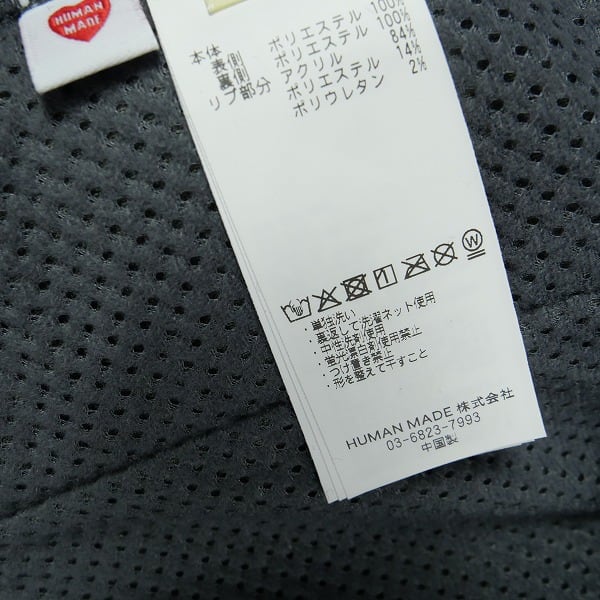 HUMAN
MADE
本体
表側 ポリエステル 100%
裏側 ポリエステル 100%
リブ部分 アクリル 84%
ポリエステル 14%
ポリウレタン 2%
W
・単独洗い
・裏返して洗濯ネット使用
・中性洗剤使用
・蛍光増白剤使用禁止
・つけ置き禁止
・形を整えて干すこと
HUMAN MADE 株式会社
03-6823-7993
中国製